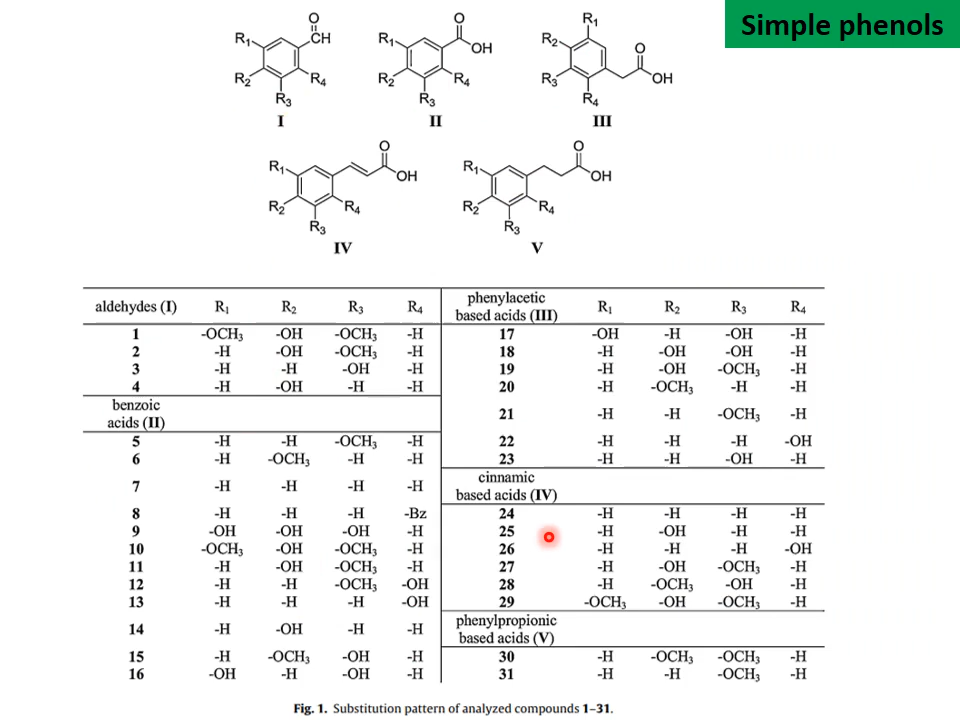 Simple phenols
O
CH
R1
R2
R3
R4
I
O
OH
R1
R2
R3
R4
II
R1
R2
R3
R4
O
OH
III
R1
R2
R3
R4
O
OH
IV
R1
R2
R3
R4
O
OH
V
aldehydes (I) R1 R2 R3 R4
1 -OCH3 -OH -OCH3 -H
2 -H -OH -OCH3 -H
3 -H -H -OH -H
4 -H -OH -H -H
benzoic
acids (II)
5 -H -H -OCH3 -H
6 -H -OCH3 -H -H
7 -H -H -H -H
8 -H -H -H -Bz
9 -OH -OH -OH -H
10 -OCH3 -OH -OCH3 -H
11 -H -OH -OCH3 -H
12 -H -H -OCH3 -OH
13 -H -H -H -OH
14 -H -OH -H -H
15 -H -OCH3 -OH -H
16 -OH -H -OH -H
phenylacetic
based acids (III) R1 R2 R3 R4
17 -OH -H -OH -H
18 -H -OH -OH -H
19 -H -OH -OCH3 -H
20 -H -OCH3 -H -H
21 -H -H -OCH3 -H
22 -H -H -H -OH
23 -H -H -OH -H
cinnamic
based acids (IV)
24 -H -H -H -H
25 -H -OH -H -H
26 -H -H -H -OH
27 -H -OH -OCH3 -H
28 -H -OCH3 -OH -H
29 -OCH3 -OH -OCH3 -H
phenylpropionic
based acids (V)
30 -H -OCH3 -OCH3 -H
31 -H -H -OCH3 -H
Fig. 1. Substitution pattern of analyzed compounds 1–31.